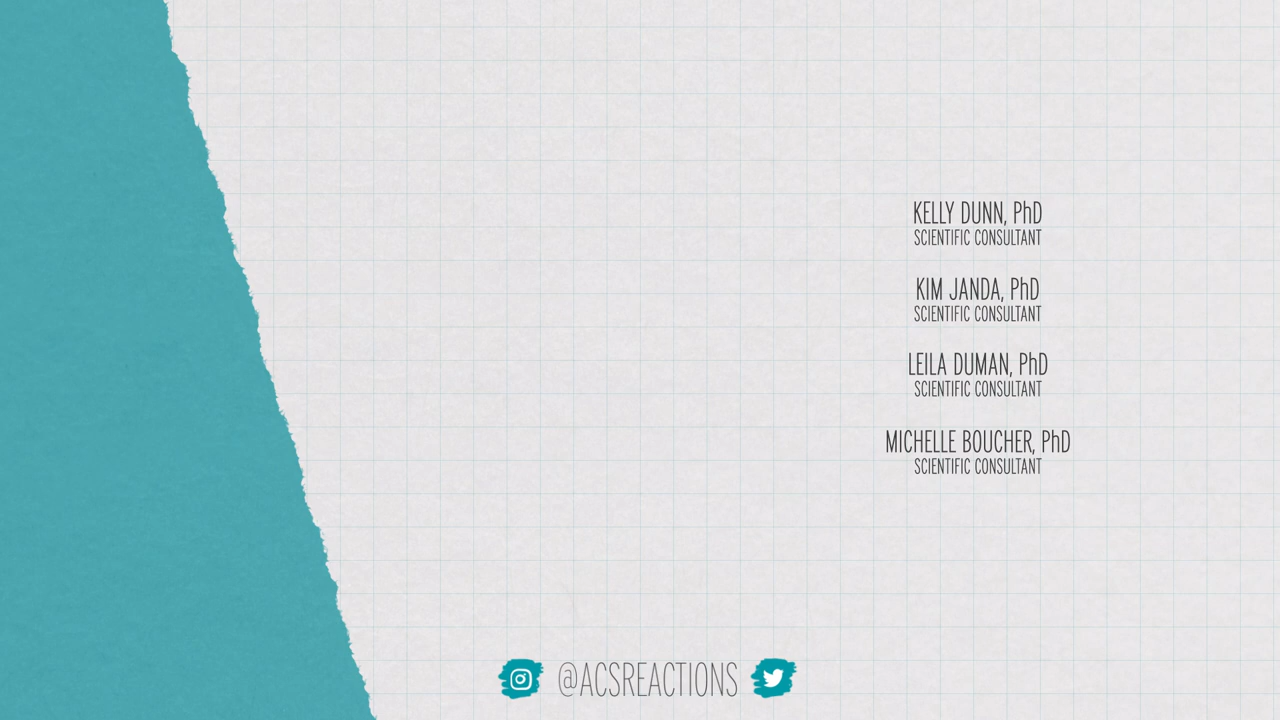 KELLY DUNN, PhD
SCIENTIFIC CONSULTANT
KIM JANDA, PhD
SCIENTIFIC CONSULTANT
LEILA DUMAN, PhD
SCIENTIFIC CONSULTANT
MICHELLE BOUCHER, PhD
SCIENTIFIC CONSULTANT
@ACSREACTIONS